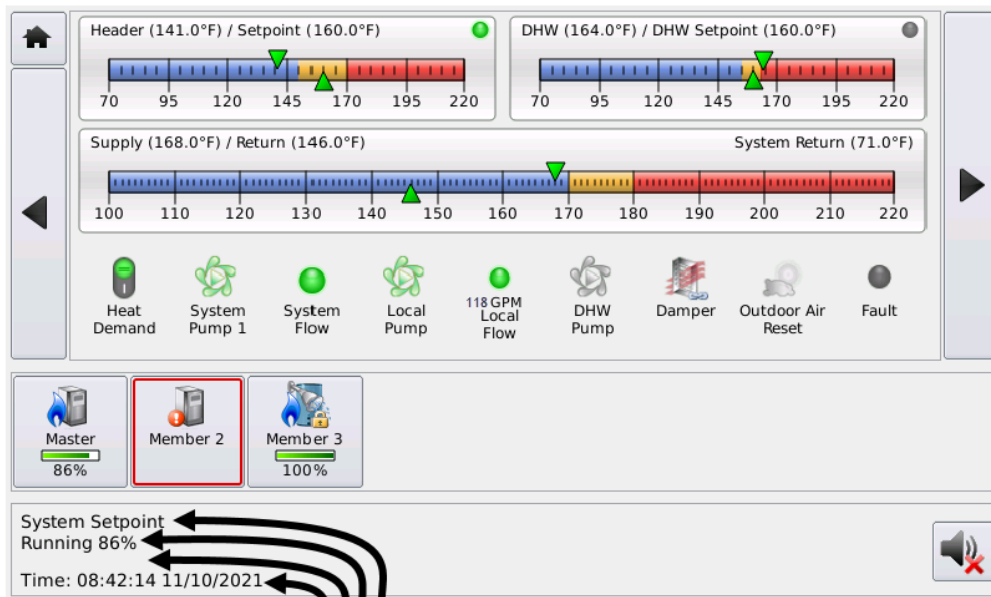 Header (141.0°F) / Setpoint (160.0°F)
70 95 120 145 170 195 220
DHW (164.0°F) / DHW Setpoint (160.0°F)
70 95 120 145 170 195 220
Supply (168.0°F) / Return (146.0°F) System Return (71.0°F)
100 110 120 130 140 150 160 170 180 190 200 210 220
Heat
Demand
System
Pump 1
System
Flow
Local
Pump
118 GPM
Local
Flow
DHW
Pump
Damper
Outdoor Air
Reset
Fault
Master
86%
Member 2
Member 3
100%
System Setpoint
Running 86%
Time: 08:42:14 11/10/2021